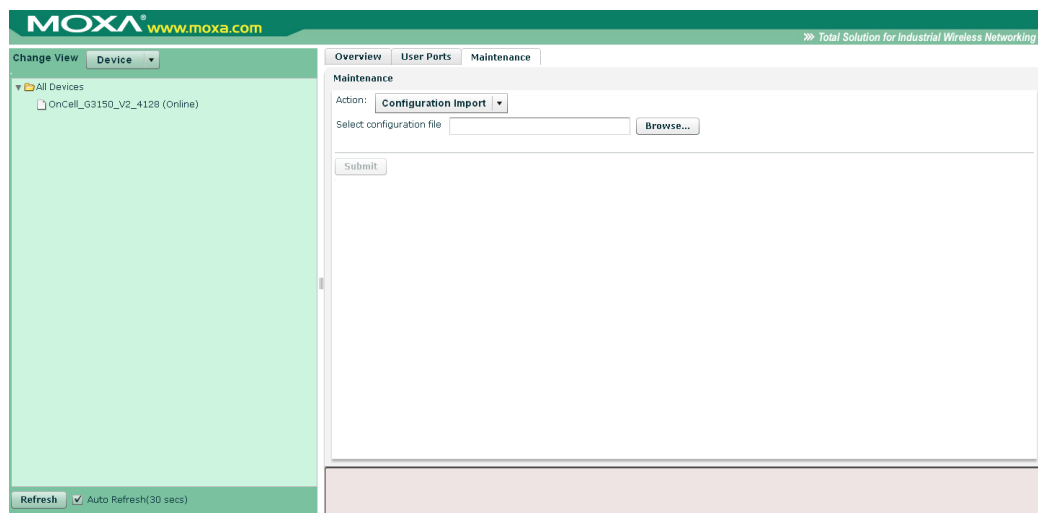 MOXA® www.moxa.com
>>> Total Solution for Industrial Wireless Networking
Change View Device
All Devices
OnCell_G3150_V2_4128 (Online)
Refresh Auto Refresh(30 secs)
Overview User Ports Maintenance
Maintenance
Action: Configuration Import
Select configuration file Browse...
Submit